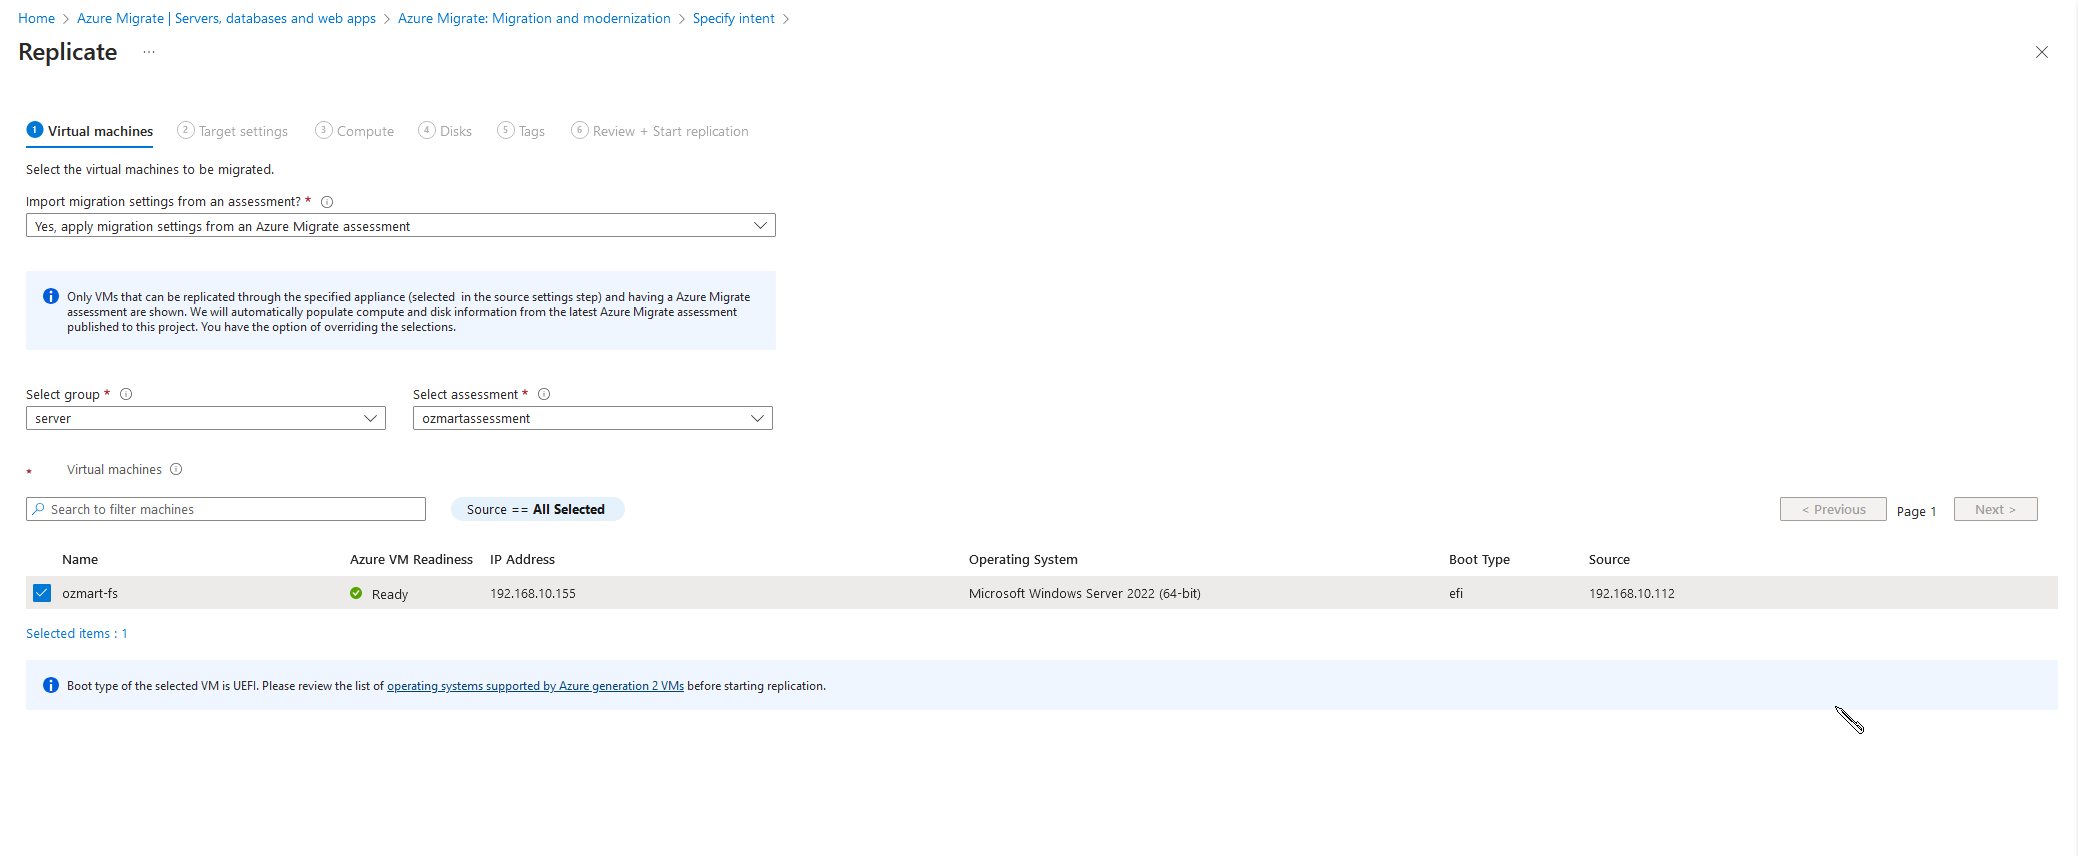 Home > Azure Migrate | Servers, databases and web apps > Azure Migrate: Migration and modernization > Specify intent >
Replicate ...
1 Virtual machines 2 Target settings 3 Compute 4 Disks 5 Tags 6 Review + Start replication
Select the virtual machines to be migrated.
Import migration settings from an assessment? *
Yes, apply migration settings from an Azure Migrate assessment
Only VMs that can be replicated through the specified appliance (selected in the source settings step) and having a Azure Migrate
assessment are shown. We will automatically populate compute and disk information from the latest Azure Migrate assessment
published to this project. You have the option of overriding the selections.
Select group * Select assessment *
server ozmartassessment
* Virtual machines
Search to filter machines Source == All Selected < Previous Page 1 Next >
Name Azure VM Readiness IP Address Operating System Boot Type Source
ozmart-fs Ready 192.168.10.155 Microsoft Windows Server 2022 (64-bit) efi 192.168.10.112
Selected items : 1
Boot type of the selected VM is UEFI. Please review the list of operating systems supported by Azure generation 2 VMs before starting replication.